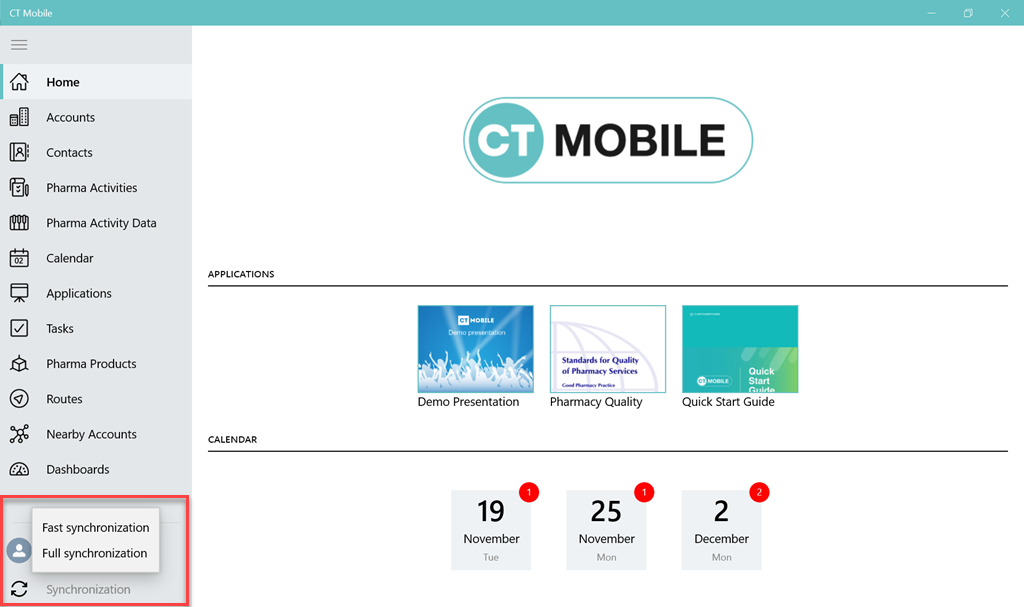 CT Mobile
Home
Accounts
Contacts
Pharma Activities
Pharma Activity Data
02
Calendar
Applications
Tasks
Pharma Products
Routes
Nearby Accounts
Dashboards
Fast synchronization
Full synchronization
Synchronization
CT MOBILE
APPLICATIONS
CT MOBILE
Demo presentation
Demo Presentation
Standards for Quality
of Pharmacy Services
Good Pharmacy Practice
Pharmacy Quality
CT MOBILE
Quick
Start
Guide
Quick Start Guide
CALENDAR
1
19
November
Tue
1
25
November
Mon
2
2
December
Mon